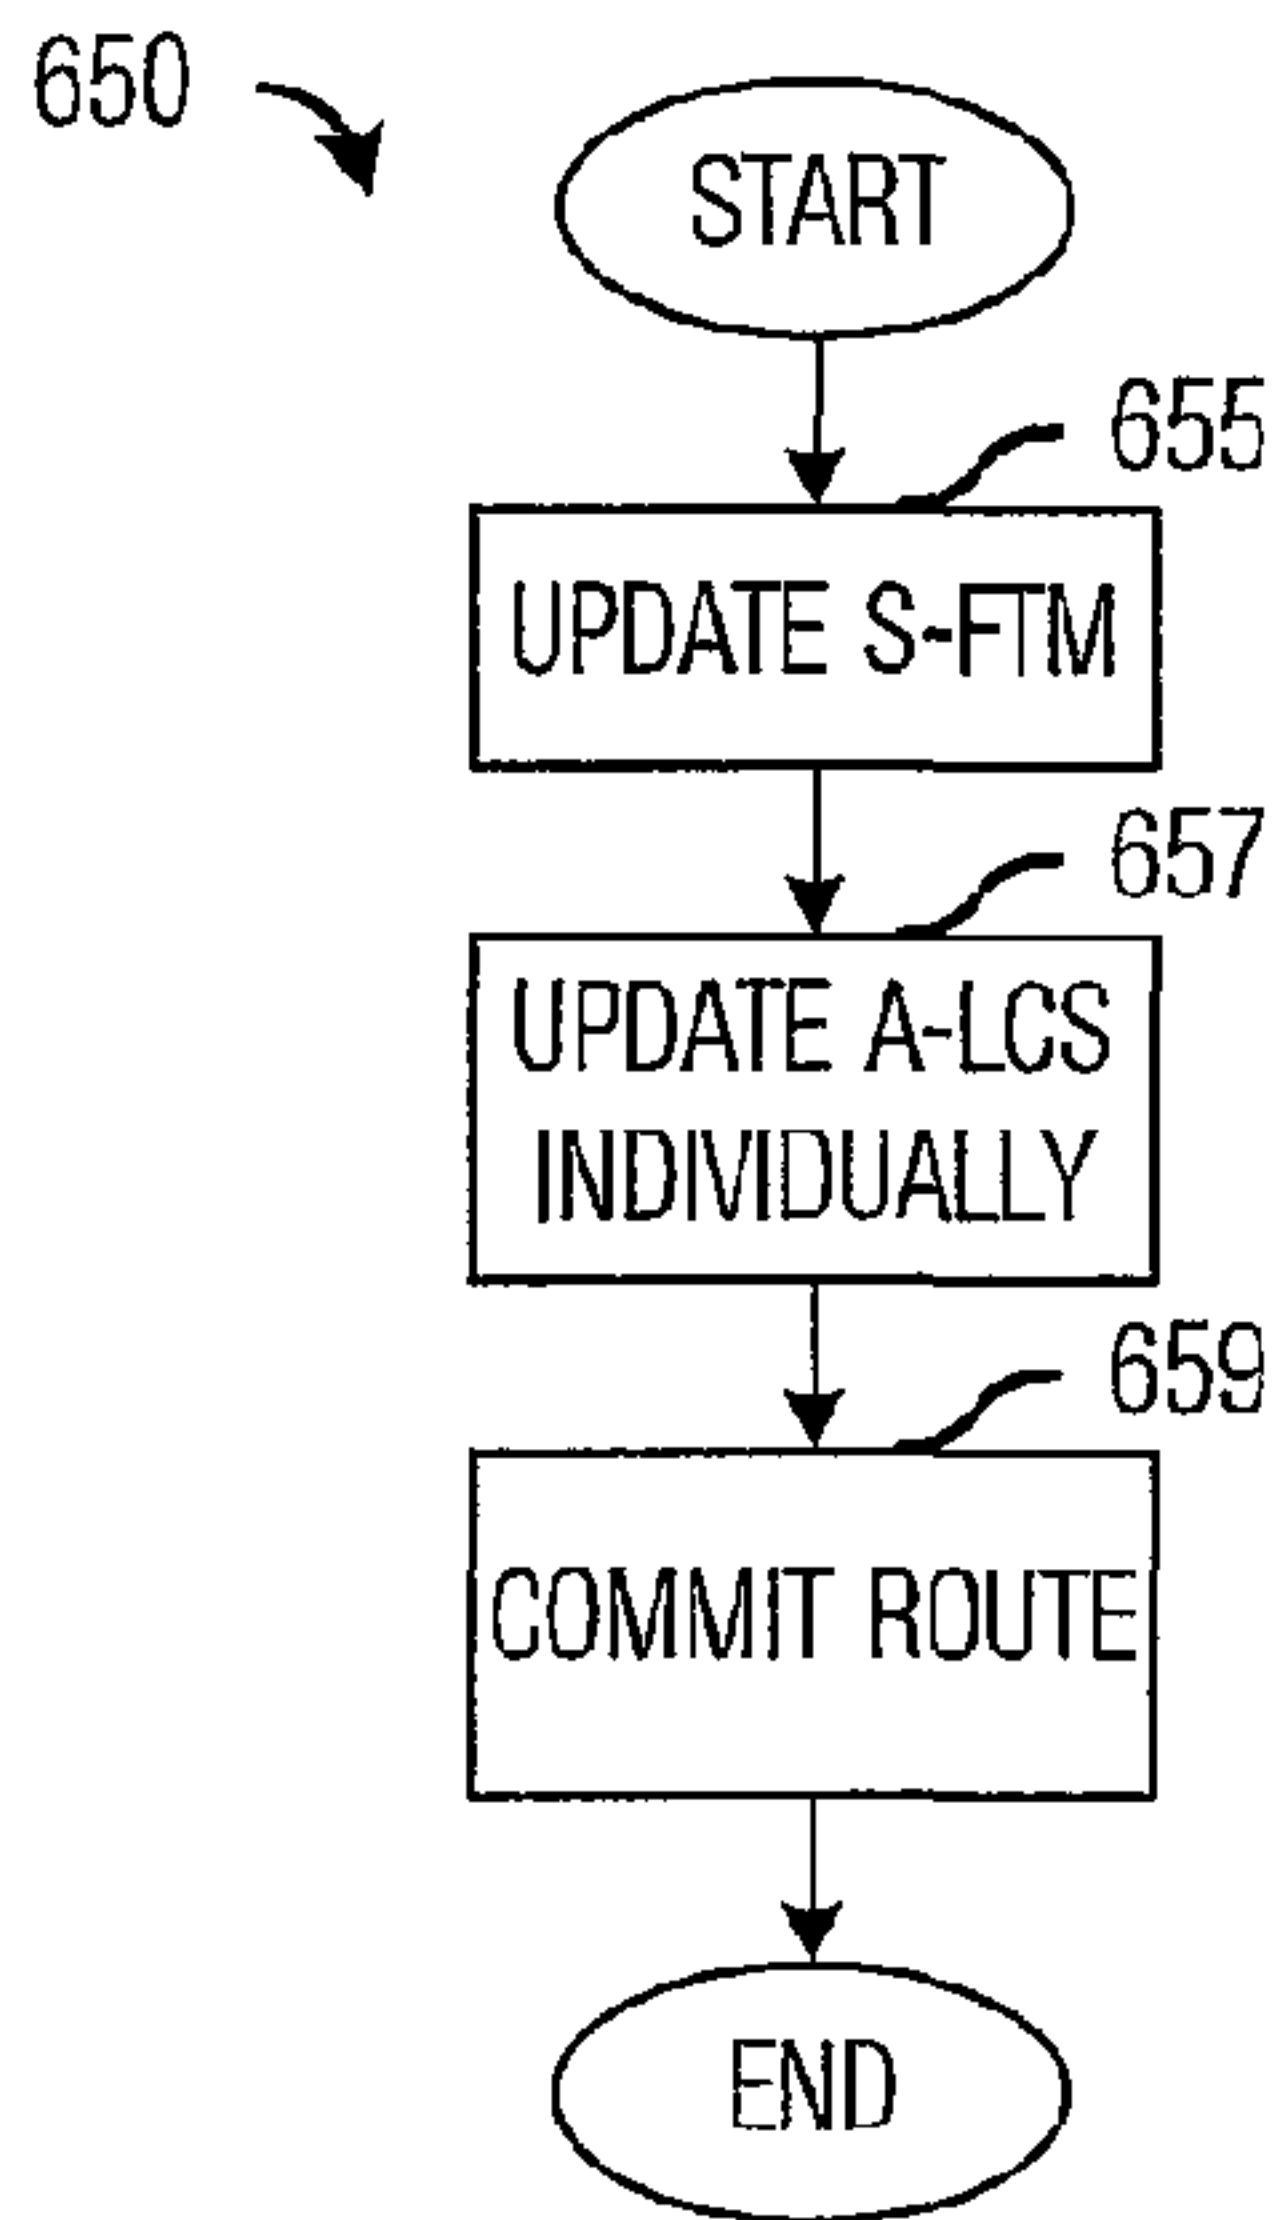 650
START
655
UPDATE S-FTM
657
UPDATE A-LCS
INDIVIDUALLY
659
COMMIT ROUTE
END